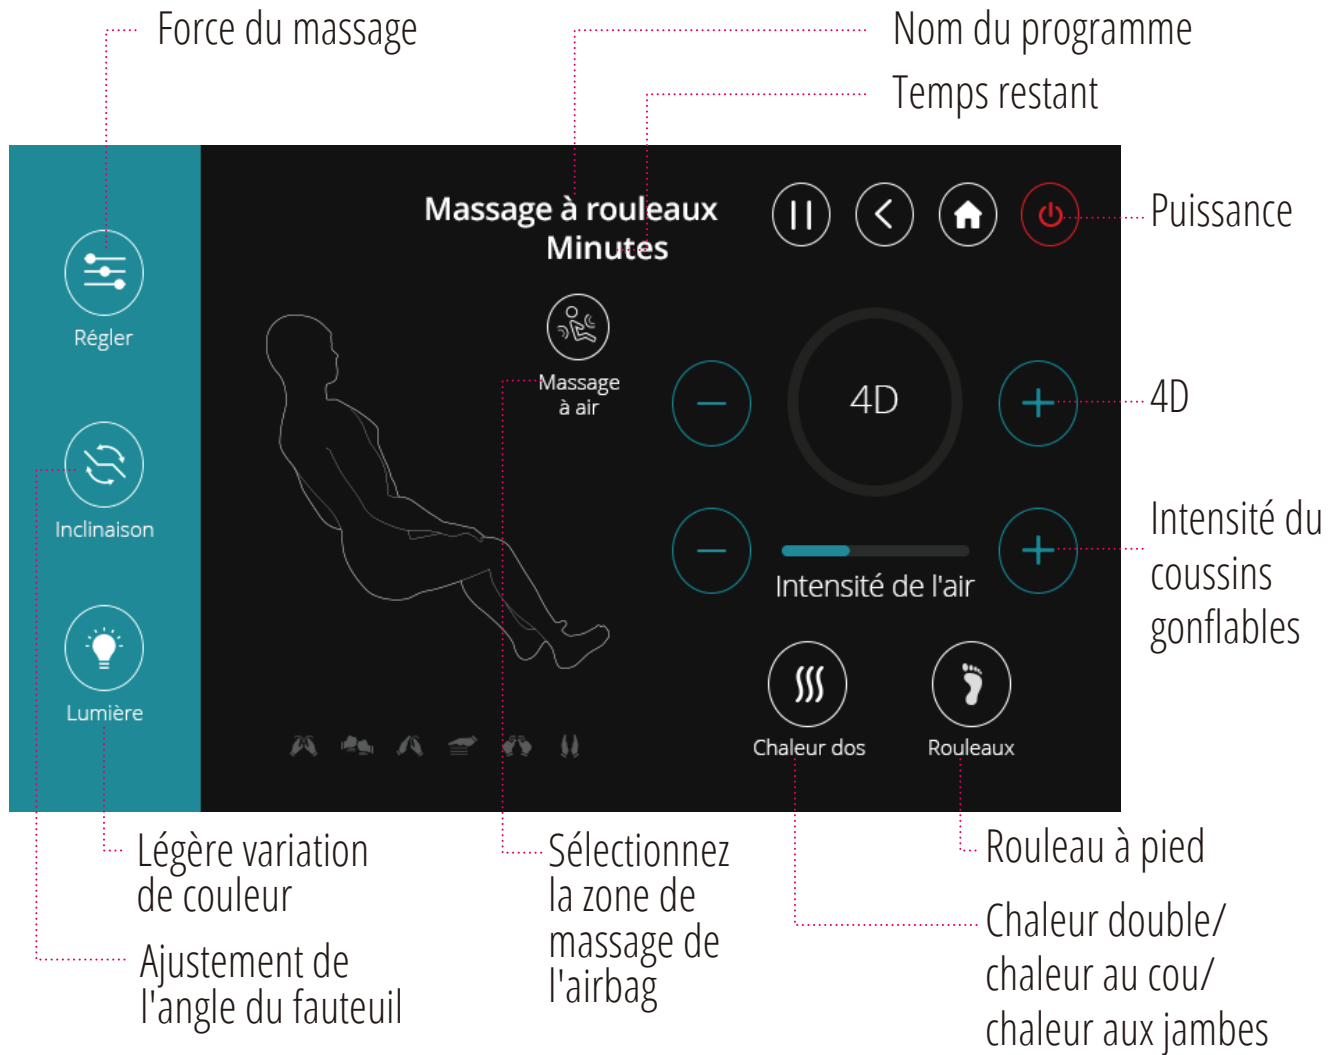 Force du massage
Nom du programme
Temps restant
Massage à rouleaux
Minutes
Puissance
Régler
Massage
à air
4D
4D
Inclinaison
Intensité du
coussins
gonflables
Intensité de l'air
Lumière
Chaleur dos
Rouleaux
Légère variation
de couleur
Sélectionnez
la zone de
massage de
l'airbag
Rouleau à pied
Chaleur double/
chaleur au cou/
chaleur aux jambes
Ajustement de
l'angle du fauteuil